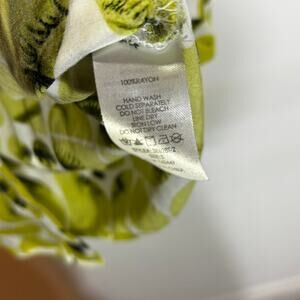 100%RAYON
HAND WASH
COLD SEPARATELY
DO NOT BLEACH
LINE DRY
IRON LOW
DO NOT DRY CLEAN